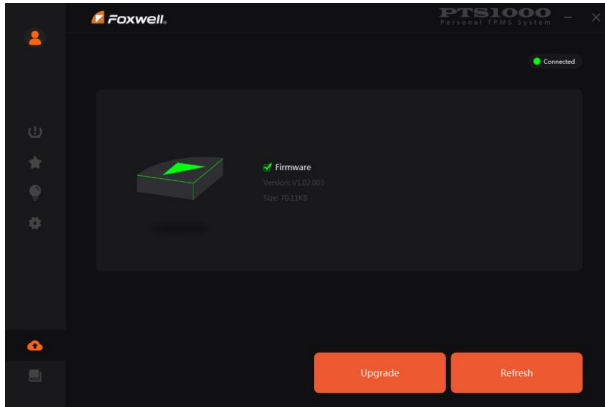 Foxwell.
PTS1000
Personal TPMS System
Connected
Firmware
Version: V1.02.003
Size: 70.11KB
Upgrade
Refresh